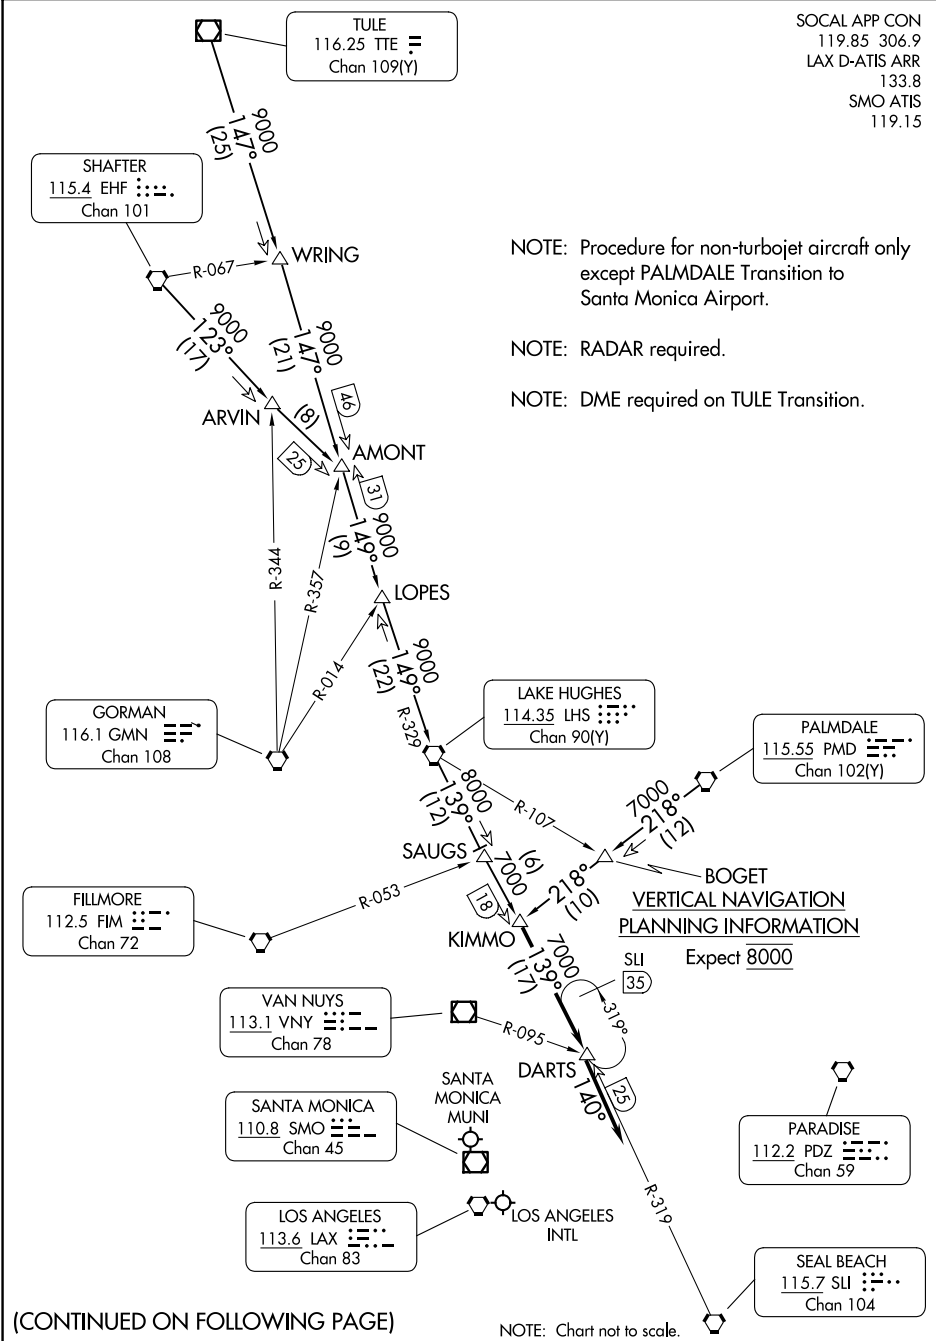 TULE
116.25 TTE
Chan 109(Y)
SOCAL APP CON
119.85 306.9
LAX D-ATIS ARR
133.8
SMO ATIS
119.15
9000
147°
(25)
SHAFTER
115.4 EHF
Chan 101
WRING
R-067
NOTE: Procedure for non-turbojet aircraft only
except PALMDALE Transition to
Santa Monica Airport.
NOTE: RADAR required.
NOTE: DME required on TULE Transition.
9000
123°
(17)
9000
147°
(21)
46
ARVIN
(8)
25
AMONT
31
9000
149°
(9)
R-344
R-357
R-014
LOPES
9000
149°
(22)
R-329
GORMAN
116.1 GMN
Chan 108
LAKE HUGHES
114.35 LHS
Chan 90(Y)
PALMDALE
115.55 PMD
Chan 102(Y)
8000
139°
(12)
R-107
7000
218°
(12)
SAUGS
(6)
7000
18
BOGET
218°
(10)
VERTICAL NAVIGATION
PLANNING INFORMATION
Expect 8000
FILLMORE
112.5 FIM
Chan 72
R-053
KIMMO
7000
139°
(17)
SLI
35
319°
VAN NUYS
113.1 VNY
Chan 78
R-095
DARTS
25
140°
SANTA
MONICA
MUNI
SANTA MONICA
110.8 SMO
Chan 45
PARADISE
112.2 PDZ
Chan 59
R-319
LOS ANGELES
113.6 LAX
Chan 83
LOS ANGELES
INTL
SEAL BEACH
115.7 SLI
Chan 104
(CONTINUED ON FOLLOWING PAGE)
NOTE: Chart not to scale.